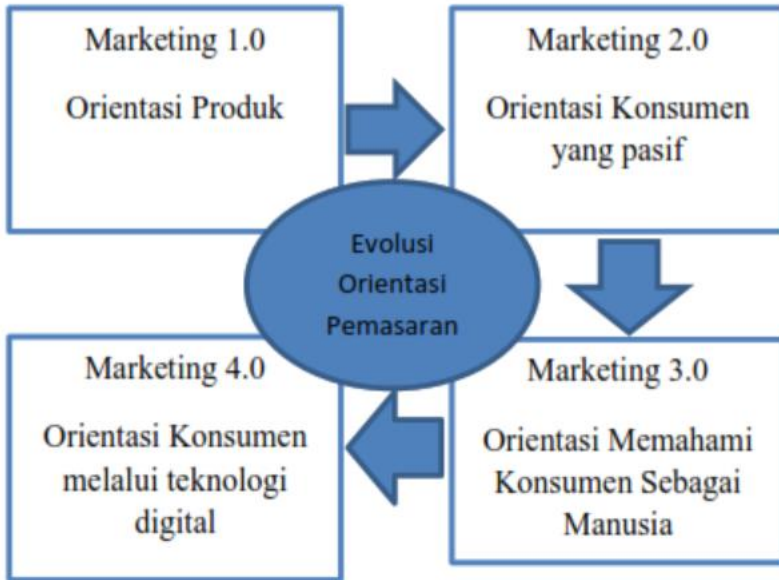 Marketing 1.0
Orientasi Produk
Marketing 2.0
Orientasi Konsumen
yang pasif
Evolusi
Orientasi
Pemasaran
Marketing 4.0
Orientasi Konsumen
melalui teknologi
digital
Marketing 3.0
Orientasi Memahami
Konsumen Sebagai
Manusia